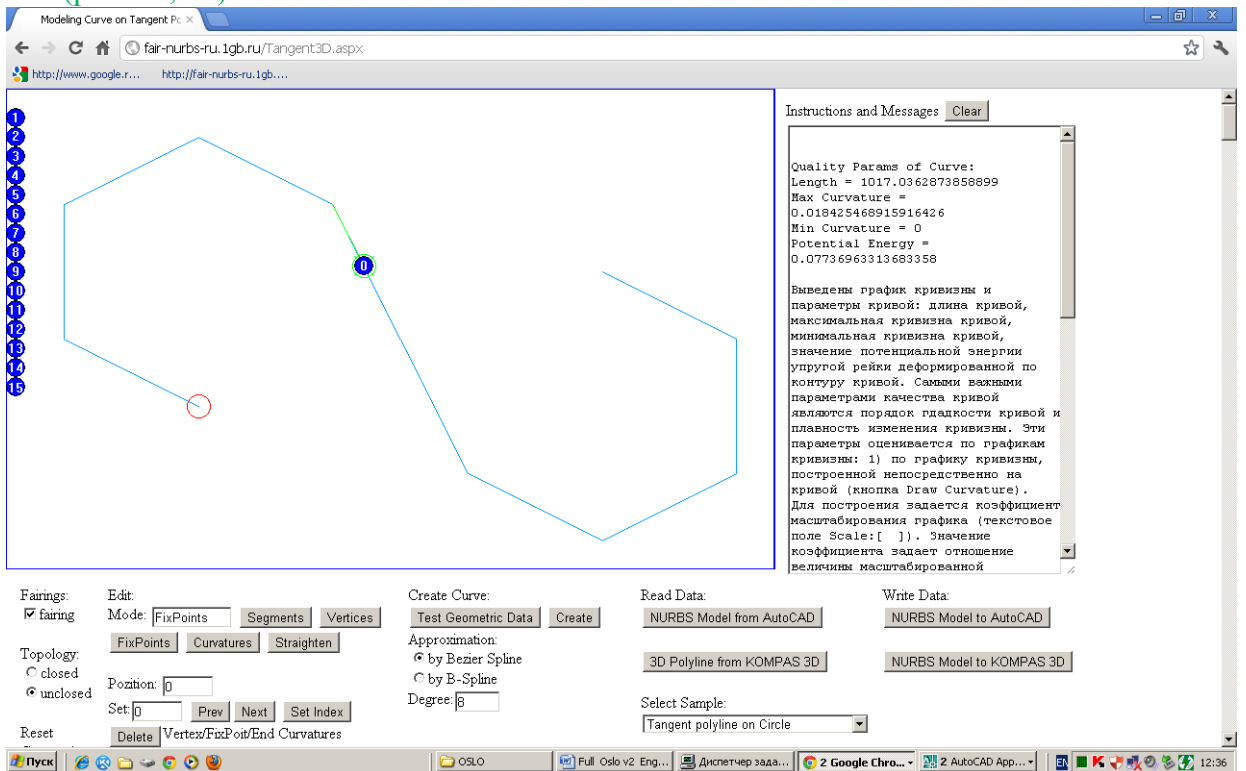 Modeling Curve on Tangent Pc
fair-nurbs-ru.1gb.ru/Tangent3D.aspx
http://www.google.r... http://fair-nurbs-ru.1gb....
Instructions and Messages Clear
1
2
3
4
5
6
7
8
9
10
11
12
13
14
15
0
Quality Params of Curve:
Length = 1017.0362873858899
Max Curvature =
0.018425468915916426
Min Curvature = 0
Potential Energy =
0.07736963313683358
Выведены график кривизны и
параметры кривой: длина кривой,
максимальная кривизна кривой,
минимальная кривизна кривой,
значение потенциальной энергии
упругой рейки деформированной по
контуру кривой. Самыми важными
параметрами качества кривой
являются порядок гдадкости кривой и
плавность изменения кривизны. Эти
параметры оценивается по графикам
кривизны: 1) по графику кривизны,
построенной непосредственно на
кривой (кнопка Draw Curvature).
Для построения задается коэффициент
масштабирования графика (текстовое
поле Scale:[ ]). Значение
коэффициента задает отношение
величины масштабированной
Fairings: Edit: Create Curve: Read Data: Write Data:
fairing Mode: FixPoints Segments Vertices Test Geometric Data Create NURBS Model from AutoCAD NURBS Model to AutoCAD
FixPoints Curvatures Straighten Approximation:
Topology: by Bezier Spline 3D Polyline from KOMPAS 3D NURBS Model to KOMPAS 3D
closed by B-Spline
unclosed Pozition: 0 Degree: 8
Set: 0 Prev Next Set Index Select Sample:
Reset Delete Vertex/FixPoit/End Curvatures Tangent polyline on Circle
Пуск OSLO Full Oslo v2 Eng... Диспетчер зада... 2 Google Chro... 2 AutoCAD App... EN 12:36